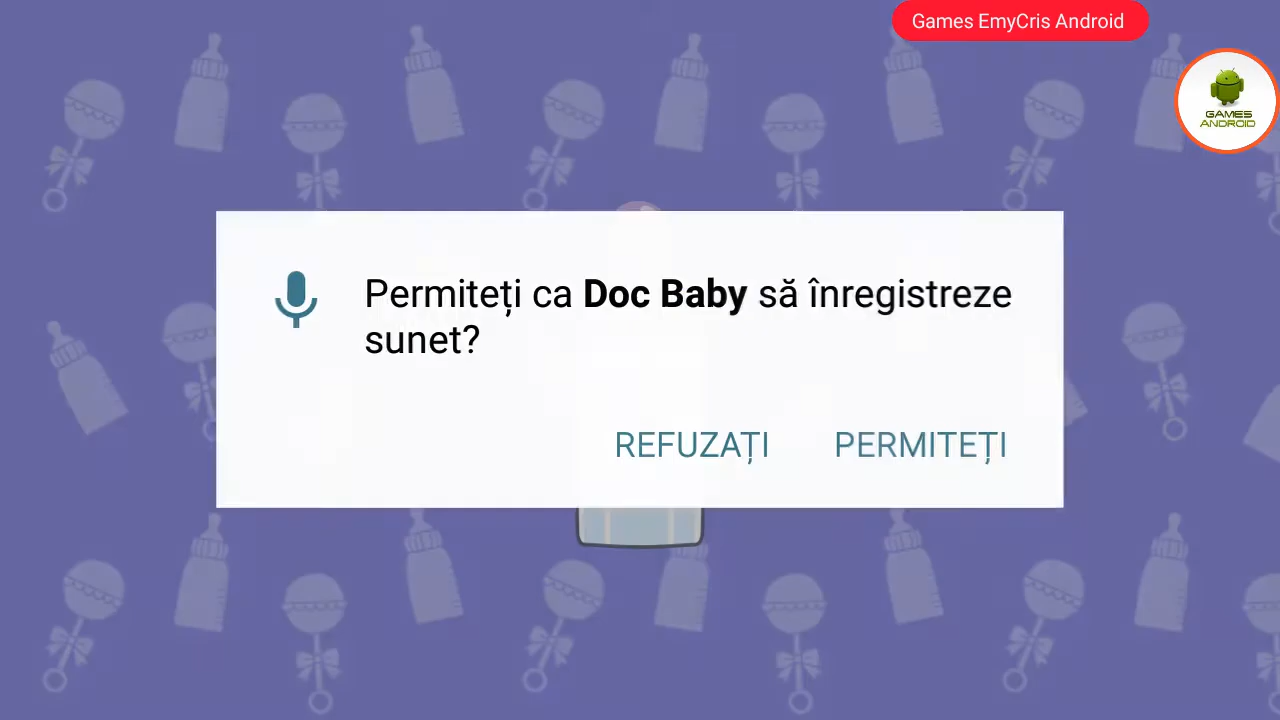 Games EmyCris Android
GAMES
ANDROID
Permiteți ca Doc Baby să înregistreze
sunet?
REFUZAȚI PERMITEȚI